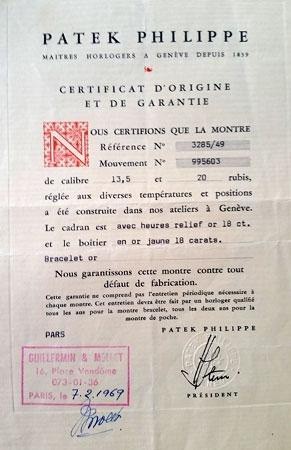 PATEK PHILIPPE
MAITRES HORLOGERS A GENÈVE DEPUIS 1839
CERTIFICAT D'ORIGINE
ET DE GARANTIE
NOUS CERTIFIONS QUE LA MONTRE
Référence N° 3285/49
Mouvement N° 995603
de calibre 13,5 et 20 rubis,
réglée aux diverses températures et positions
a été construite dans nos ateliers à Genève.
Le cadran est avec heures relief or 18 ct.
et le boîtier en or jaune 18 carats.
Bracelet or
Nous garantissons cette montre contre tout
défaut de fabrication.
Cette garantie ne comprend pas l'entretien périodique nécessaire à
chaque montre. Cet entretien devra être fait par un horloger qualifié
tous les ans pour la montre bracelet, tous les deux ans pour la
montre de poche.
PARS
PATEK PHILIPPE
GUILLERMIN & MOLLET
16, Place Vendôme
073-01-36
PARIS, le 7.2.1969
PRÉSIDENT